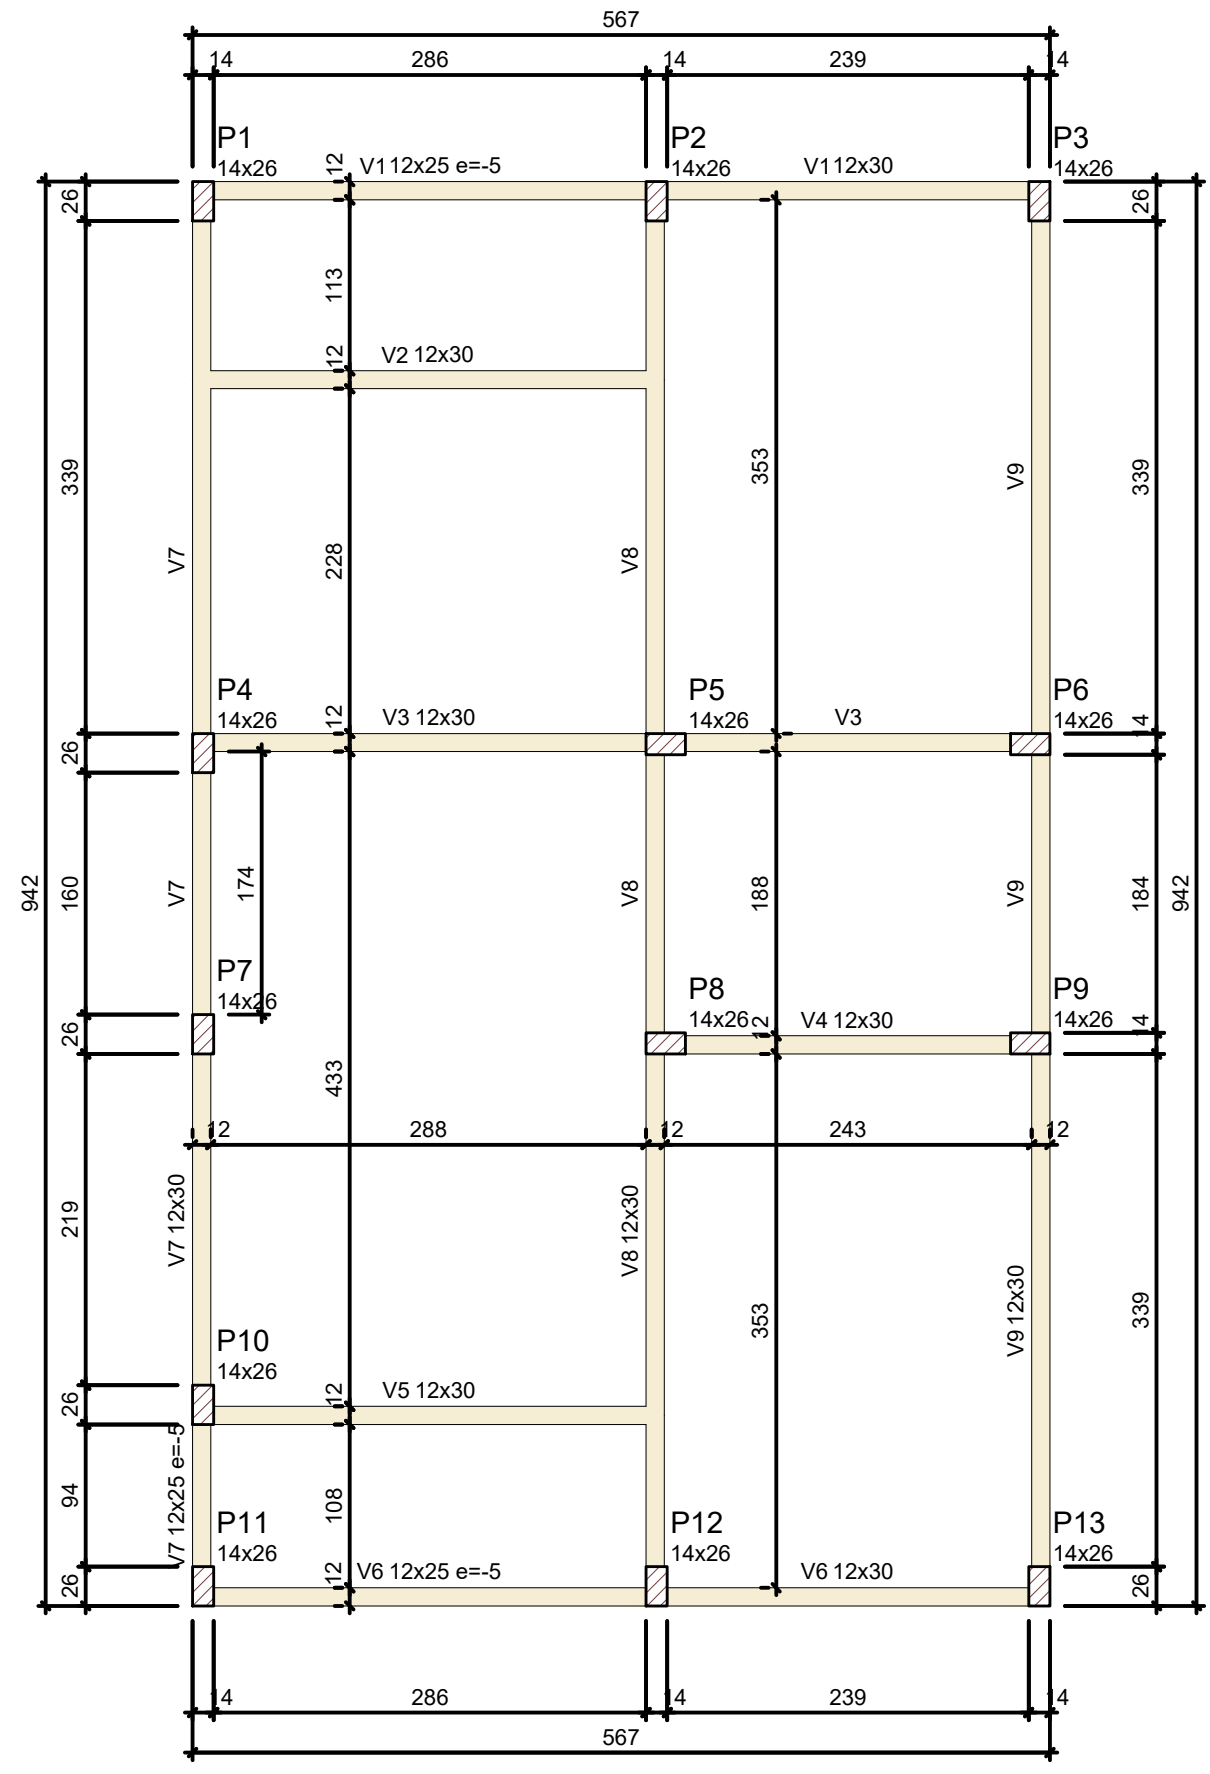 567
14 286 14 239 14
P1 P2 P3
14x26 12 V1 12x25 e=-5 14x26 V1 12x30 14x26
26 26
113
12 V2 12x30
339 353 V9 339
V7 228 V8
P4 P5 P6
14x26 12 V3 12x30 14x26 V3 14x26 14
26
942 160 V7 174 V8 188 V9 184 942
P7
14x26
P8 P9
14x26 12 V4 12x30 14x26 14
26
433
12 288 12 243 12
219 V7 12x30 V8 12x30
353 V9 12x30 339
P10
14x26
26 12 V5 12x30
94 V7 12x25 e=-5 108
P11 P12 P13
14x26 14x26 14x26
26 12 V6 12x25 e=-5 V6 12x30 26
14 286 14 239 14
567